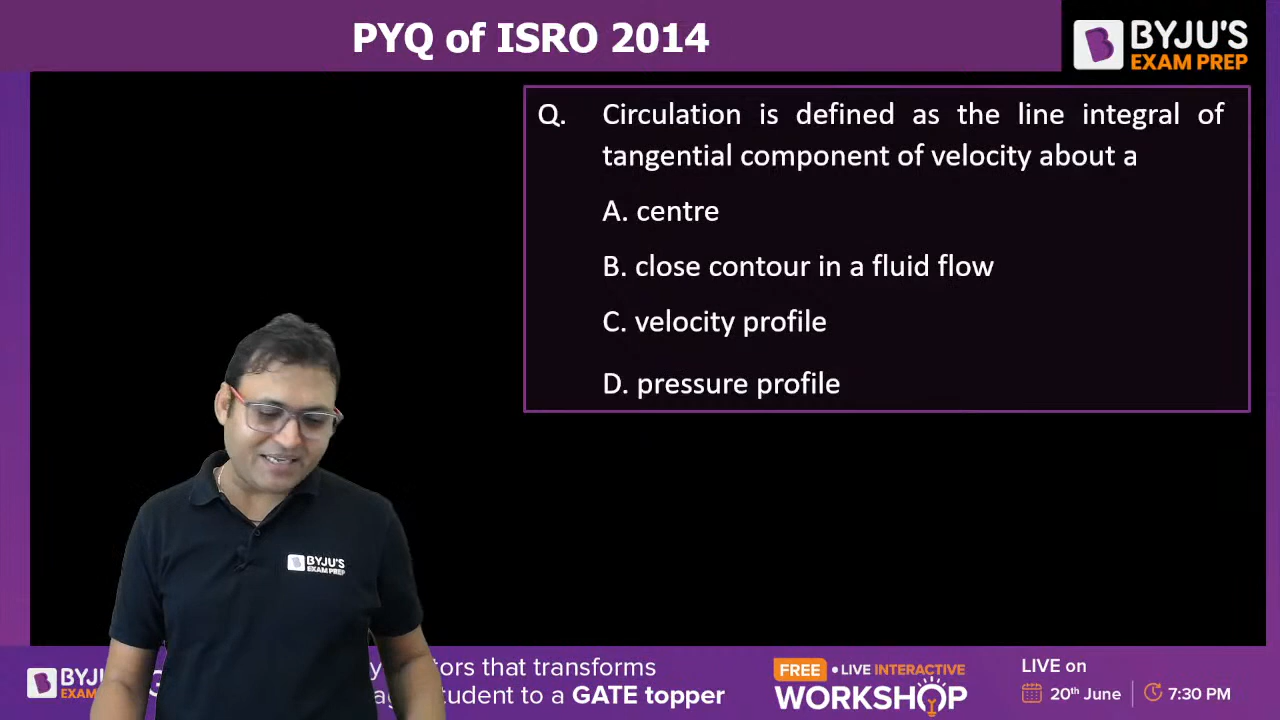 PYQ of ISRO 2014
BYJU'S
EXAM PREP
Q. Circulation is defined as the line integral of
tangential component of velocity about a
A. centre
B. close contour in a fluid flow
C. velocity profile
D. pressure profile
BYJU'S
EXAM PREP
that transforms
student to a GATE topper
FREE • LIVE INTERACTIVE
WORKSHOP
LIVE on
20th June | 7:30 PM